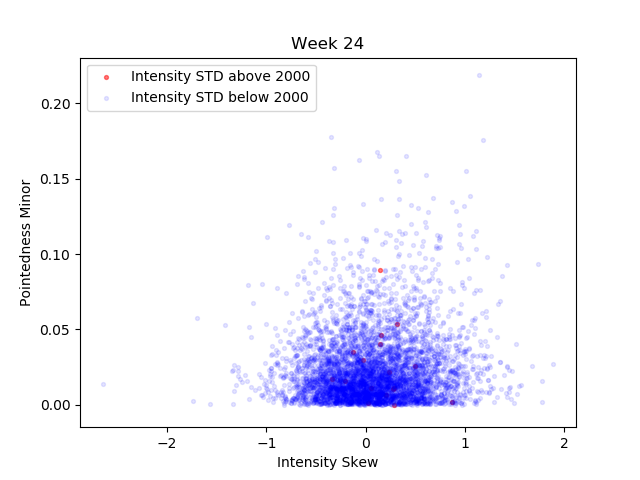 Week 24
Intensity STD above 2000
Intensity STD below 2000
0.20
0.15
0.10
0.05
0.00
Pointedness Minor
−2 −1 0 1 2
Intensity Skew